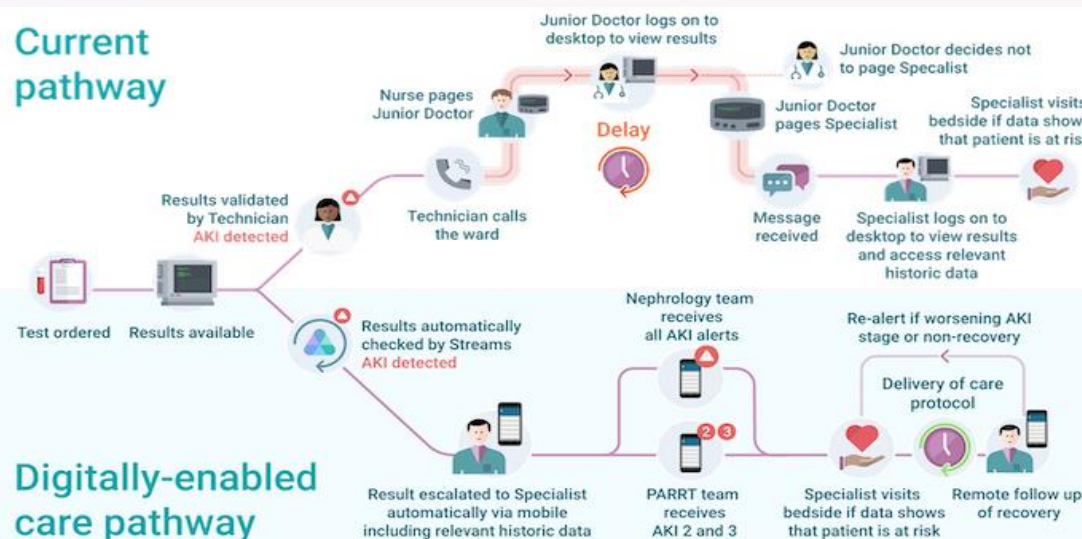 Current
pathway
Junior Doctor logs on to
desktop to view results
Junior Doctor decides not
to page Specalist
Nurse pages
Junior Doctor
Delay
Junior Doctor
pages Specialist
Specialist visits
bedside if data shows
that patient is at risk
Results validated
by Technician
AKI detected
Technician calls
the ward
Message
received
Specialist logs on to
desktop to view results
and access relevant
historic data
Test ordered
Results available
Results automatically
checked by Streams
AKI detected
Nephrology team
receives
all AKI alerts
Re-alert if worsening AKI
stage or non-recovery
Delivery of care
protocol
2 3
Digitally-enabled
care pathway
Result escalated to Specialist
automatically via mobile
including relevant historic data
PARRT team
receives
AKI 2 and 3
Specialist visits
bedside if data shows
that patient is at risk
Remote follow up
of recovery